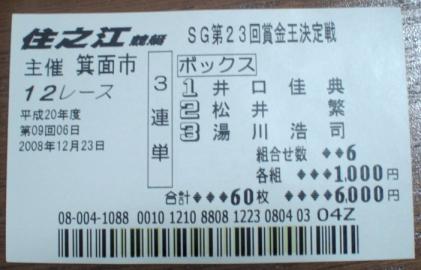 住之江競艇 SG第23回賞金王決定戦
主催 箕面市
12レース
平成20年度
第09回06日
2008年12月23日
3連単
ボックス
1 井口佳典
2 松井繁
3 湯川浩司
組合せ数 ◆◆6
各組 ◆◆◆1,000円
合計◆◆◆60枚 ◆◆◆◆6,000円
08-004-1088 0010 1210 8808 1223 0804 03 04Z